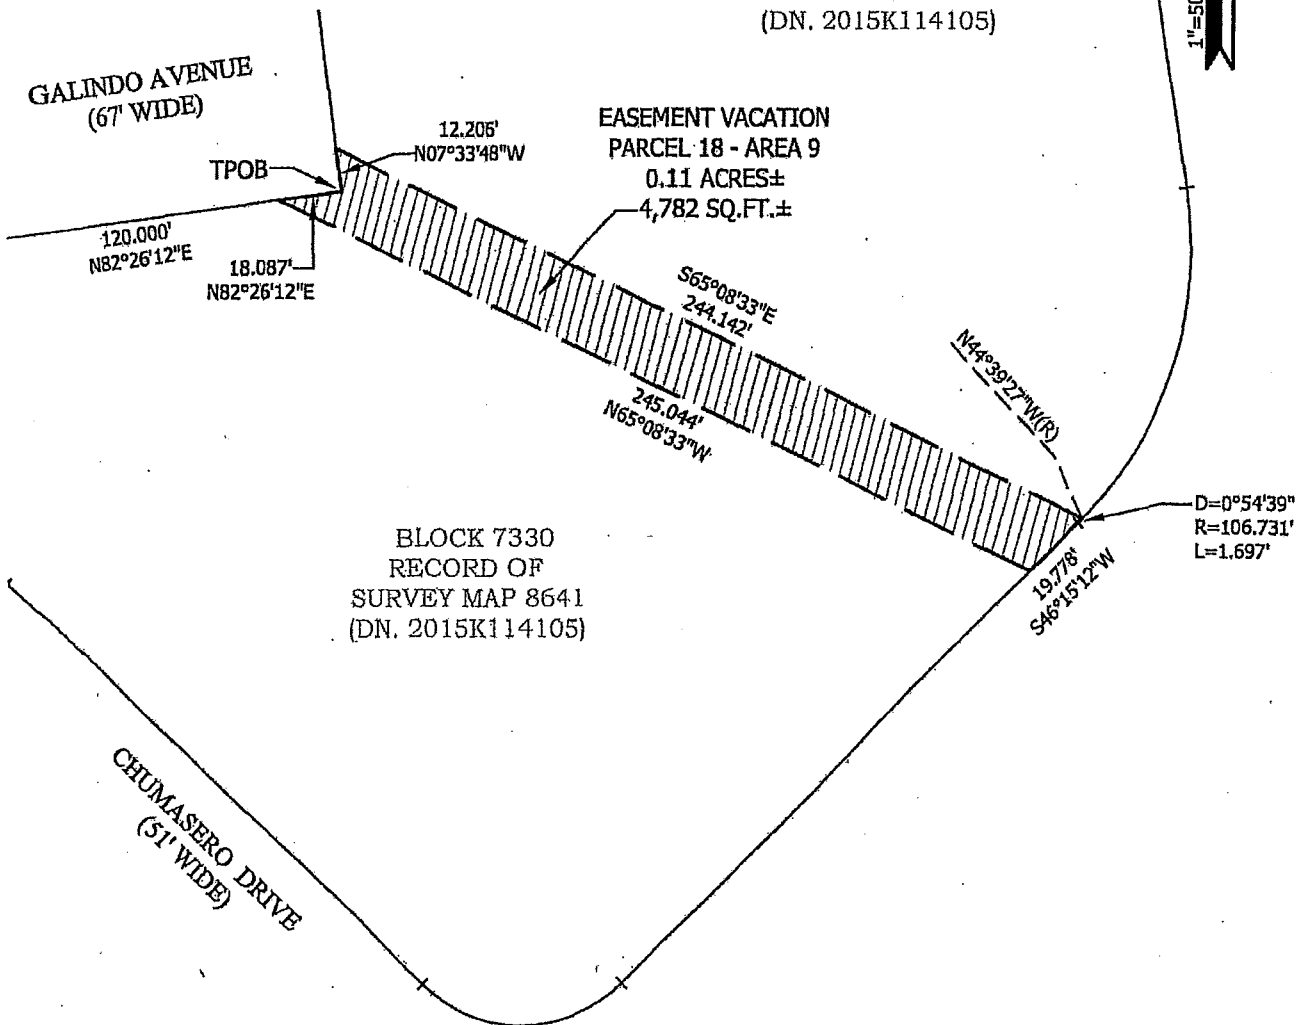 (DN. 2015K114105)
1"=50
GALINDO AVENUE
(67' WIDE)
12.206'
N07°33'48"W
TPOB
EASEMENT VACATION
PARCEL 18 - AREA 9
0.11 ACRES±
4,782 SQ.FT.±
120.000'
N82°26'12"E
18.087'
N82°26'12"E
S65°08'33"E
244.142'
N44°39'27"W(R)
245.044'
N65°08'33"W
D=0°54'39"
R=106.731'
L=1.697'
19.778'
S46°15'12"W
BLOCK 7330
RECORD OF
SURVEY MAP 8641
(DN. 2015K114105)
CHUMASERO DRIVE
(51' WIDE)